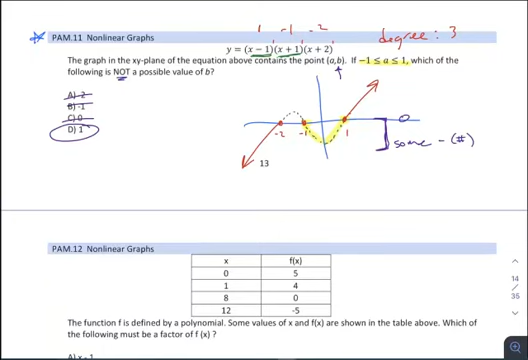 1 , -1 , -2
degree : 3
PAM.11 Nonlinear Graphs
y = (x − 1)(x + 1)(x + 2)
The graph in the xy-plane of the equation above contains the point (a,b). If −1 ≤ a ≤ 1, which of the
following is NOT a possible value of b?
A) -2
B) -1
C) 0
D) 1
-2 -1 1
0
some - (#)
13
PAM.12 Nonlinear Graphs
x f(x)
0 5
1 4
8 0
12 -5
The function f is defined by a polynomial. Some values of x and f(x) are shown in the table above. Which of
the following must be a factor of f (x) ?
A) x - 1
14
/
35